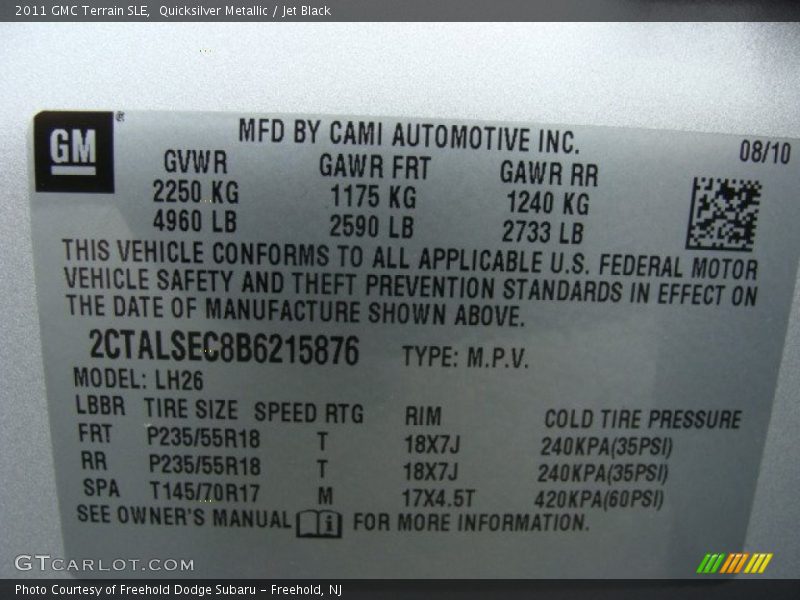 2011 GMC Terrain SLE, Quicksilver Metallic / Jet Black
GM ®
MFD BY CAMI AUTOMOTIVE INC.
08/10
GVWR GAWR FRT GAWR RR
2250 KG 1175 KG 1240 KG
4960 LB 2590 LB 2733 LB
THIS VEHICLE CONFORMS TO ALL APPLICABLE U.S. FEDERAL MOTOR
VEHICLE SAFETY AND THEFT PREVENTION STANDARDS IN EFFECT ON
THE DATE OF MANUFACTURE SHOWN ABOVE.
2CTALSEC8B6215876 TYPE: M.P.V.
MODEL: LH26
LBBR TIRE SIZE SPEED RTG RIM COLD TIRE PRESSURE
FRT P235/55R18 T 18X7J 240KPA(35PSI)
RR P235/55R18 T 18X7J 240KPA(35PSI)
SPA T145/70R17 M 17X4.5T 420KPA(60PSI)
SEE OWNER'S MANUAL i FOR MORE INFORMATION.
GTCARLOT.COM
Photo Courtesy of Freehold Dodge Subaru - Freehold, NJ